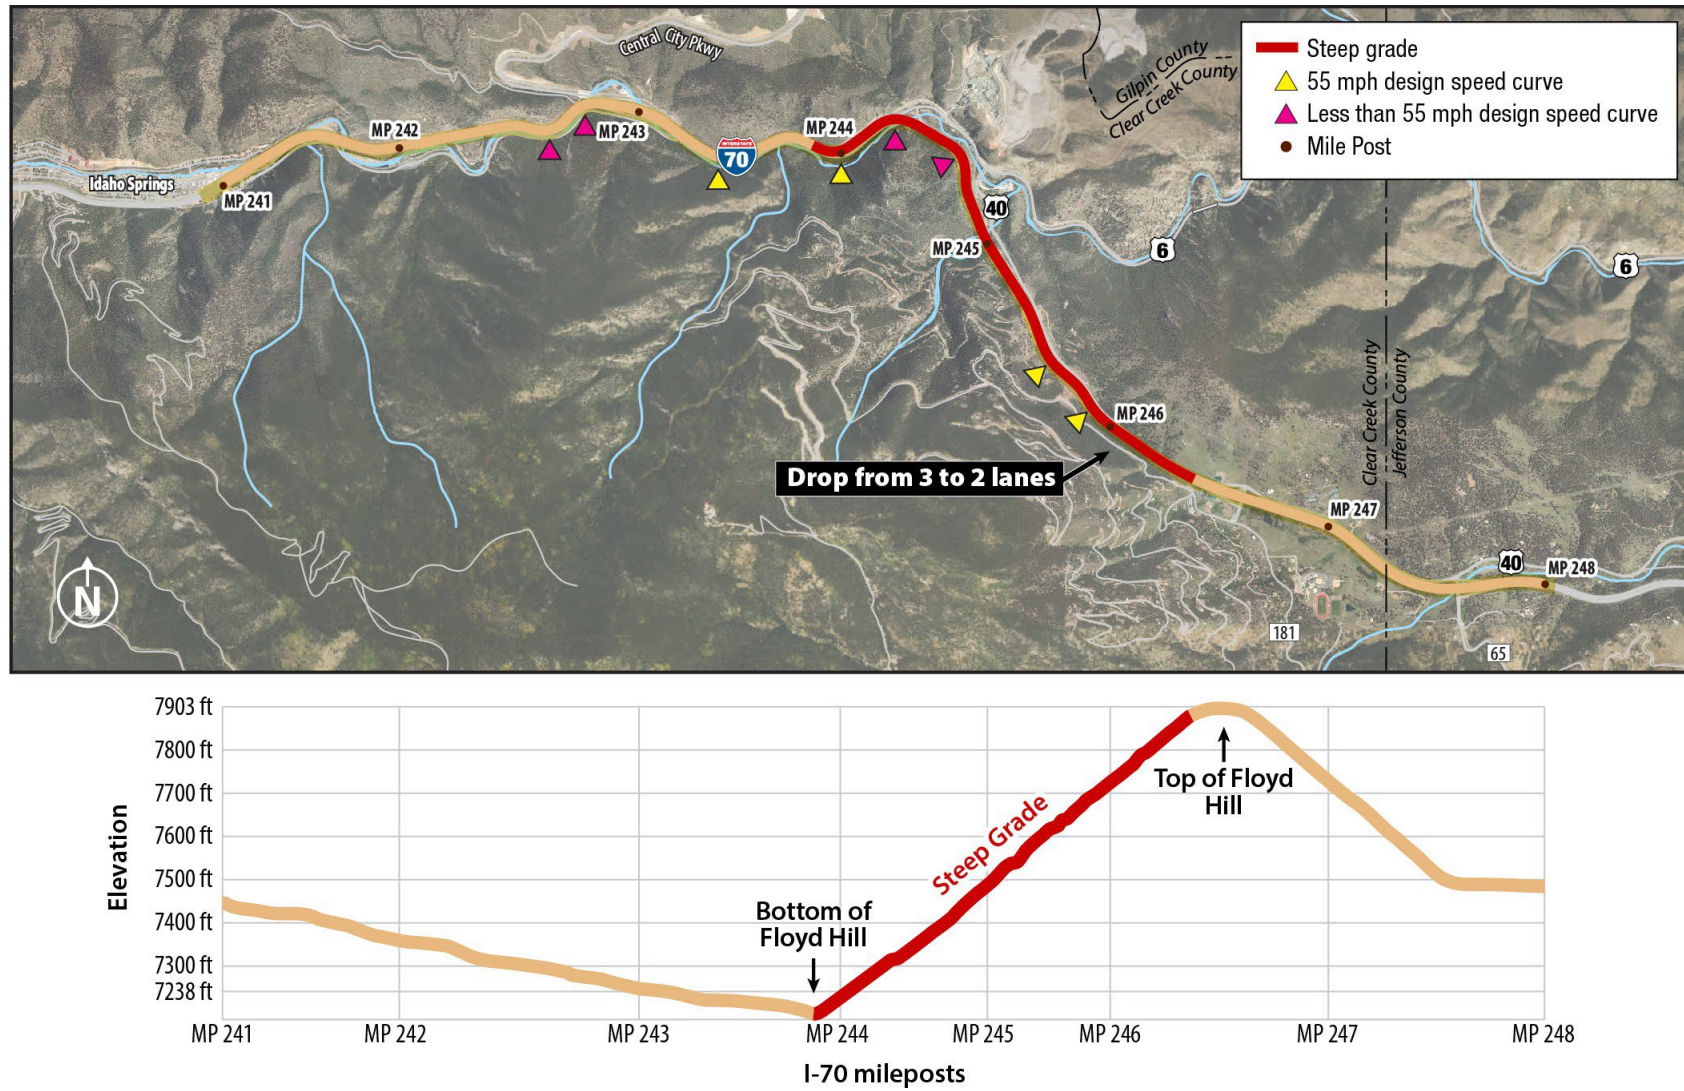 Central City Pkwy
Gilpin County
Clear Creek County
Steep grade
55 mph design speed curve
Less than 55 mph design speed curve
Mile Post
Idaho Springs
MP 241
MP 242
MP 243
INTERSTATE
70
MP 244
40
6
6
MP 245
MP 246
Drop from 3 to 2 lanes
Clear Creek County
Jefferson County
MP 247
40
MP 248
181
65
N
7903 ft
7800 ft
7700 ft
7600 ft
7500 ft
7400 ft
7300 ft
7238 ft
Elevation
Bottom of
Floyd Hill
Steep Grade
Top of Floyd
Hill
MP 241
MP 242
MP 243
MP 244
MP 245
MP 246
MP 247
MP 248
I-70 mileposts